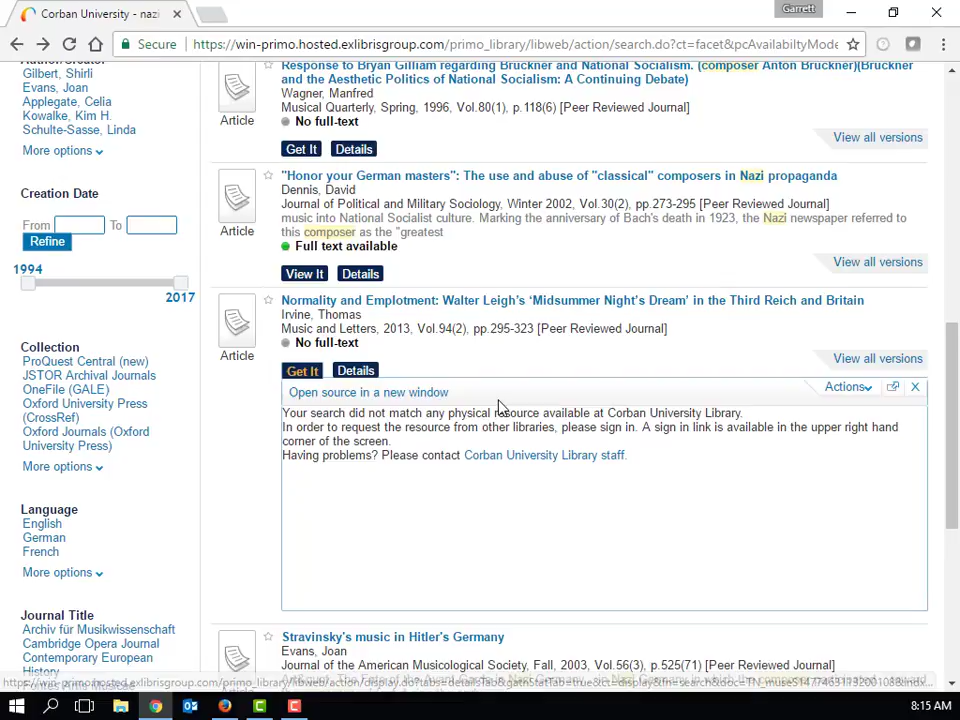 Corban University - nazi
Garrett
Secure
https://win-primo.hosted.exlibrisgroup.com/primo_library/libweb/action/search.do?ct=facet&pcAvailabiltyMode
Gilbert, Shirli
Evans, Joan
Applegate, Celia
Kowalke, Kim H.
Schulte-Sasse, Linda
More options
Creation Date
From To
Refine
1994
2017
Collection
ProQuest Central (new)
JSTOR Archival Journals
OneFile (GALE)
Oxford University Press
(CrossRef)
Oxford Journals (Oxford
University Press)
More options
Language
English
German
French
More options
Journal Title
Archiv für Musikwissenschaft
Cambridge Opera Journal
Contemporary European
History
Response to Bryan Gilliam regarding Bruckner and National Socialism. (composer Anton Bruckner)(Bruckner
and the Aesthetic Politics of National Socialism: A Continuing Debate)
Wagner, Manfred
Musical Quarterly, Spring, 1996, Vol.80(1), p.118(6) [Peer Reviewed Journal]
Article
No full-text
View all versions
Get It Details
"Honor your German masters": The use and abuse of "classical" composers in Nazi propaganda
Dennis, David
Journal of Political and Military Sociology, Winter 2002, Vol.30(2), pp.273-295 [Peer Reviewed Journal]
music into National Socialist culture. Marking the anniversary of Bach's death in 1923, the Nazi newspaper referred to
this composer as the "greatest
Article
Full text available
View all versions
View It Details
Normality and Emplotment: Walter Leigh's 'Midsummer Night's Dream' in the Third Reich and Britain
Irvine, Thomas
Music and Letters, 2013, Vol.94(2), pp.295-323 [Peer Reviewed Journal]
No full-text
Article
View all versions
Get It Details
Open source in a new window
Actions
X
Your search did not match any physical resource available at Corban University Library.
In order to request the resource from other libraries, please sign in. A sign in link is available in the upper right hand
corner of the screen.
Having problems? Please contact Corban University Library staff.
Stravinsky's music in Hitler's Germany
Evans, Joan
Journal of the American Musicological Society, Fall, 2003, Vol.56(3), p.525(71) [Peer Reviewed Journal]
8:15 AM